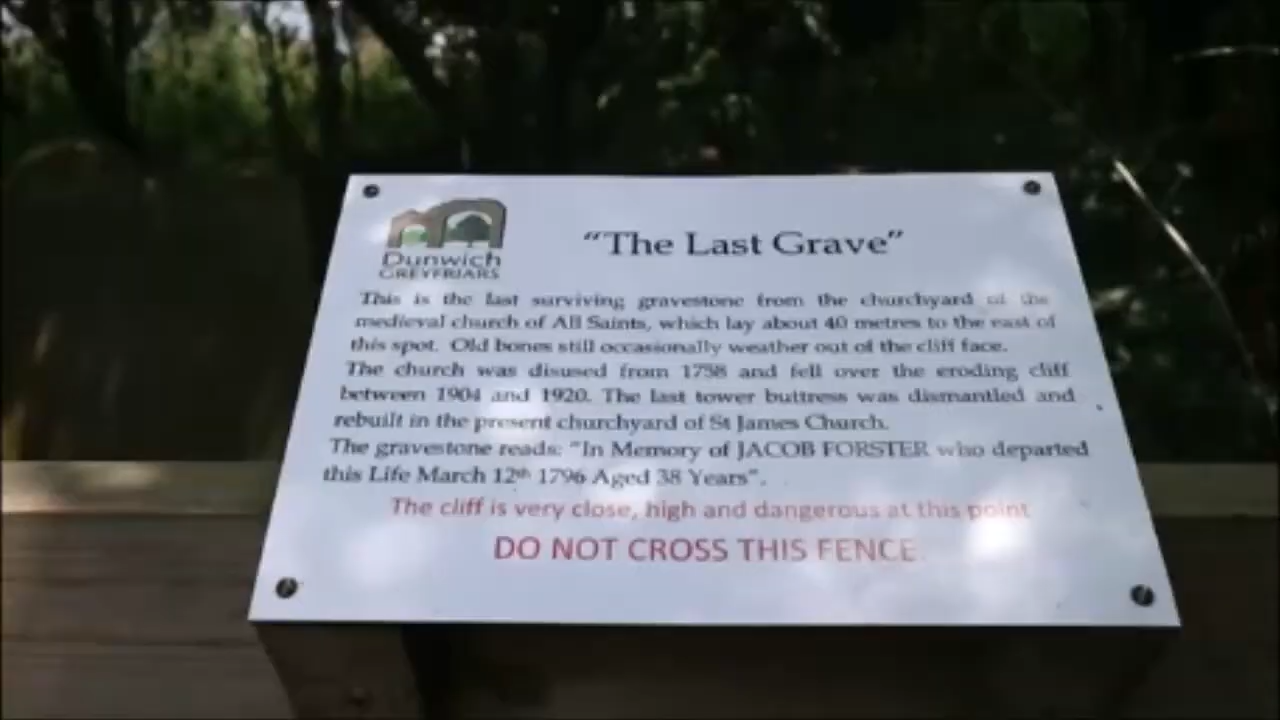 Dunwich
GREYFRIARS
“The Last Grave”
This is the last surviving gravestone from the churchyard of the
medieval church of All Saints, which lay about 40 metres to the east of
this spot. Old bones still occasionally weather out of the cliff face.
The church was disused from 1758 and fell over the eroding cliff
between 1904 and 1920. The last tower buttress was dismantled and
rebuilt in the present churchyard of St James Church.
The gravestone reads: “In Memory of JACOB FORSTER who departed
this Life March 12th 1796 Aged 38 Years”.
The cliff is very close, high and dangerous at this point
DO NOT CROSS THIS FENCE